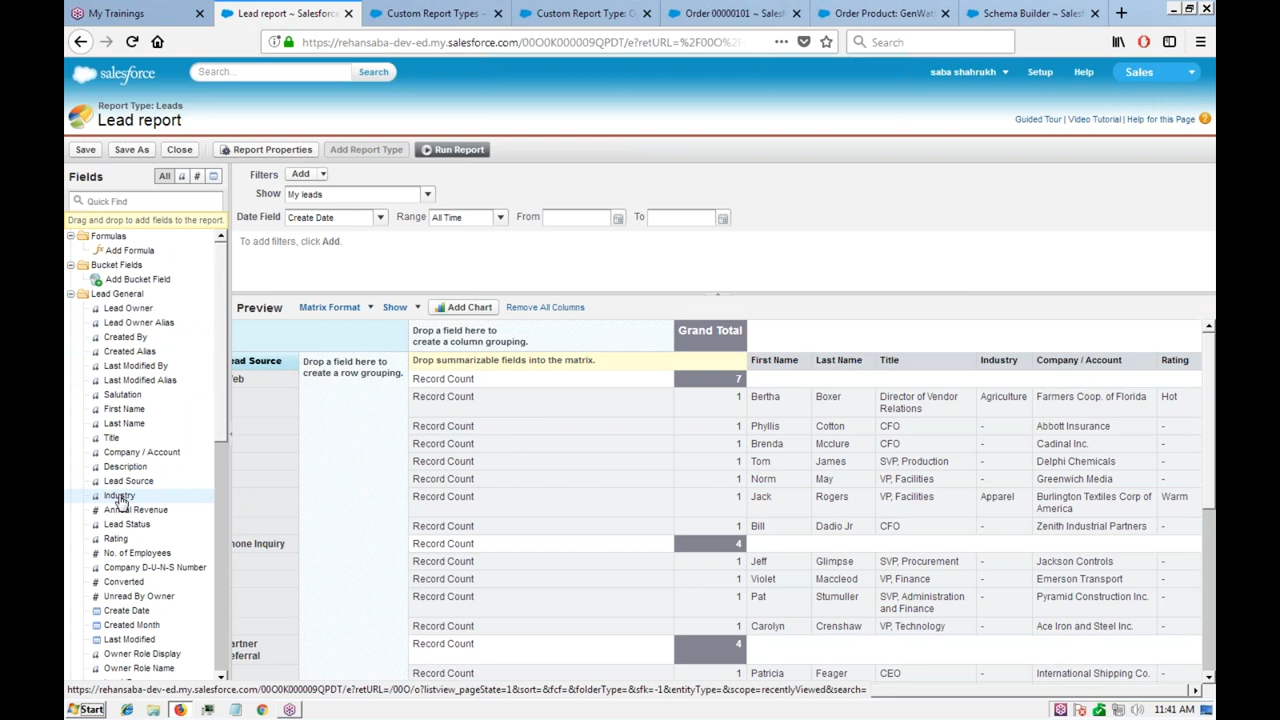 My Trainings
Lead report ~ Salesforce
Custom Report Types ~
Custom Report Type: O
Order 00000101 ~ Salesf
Order Product: GenWatt
Schema Builder ~ Salesfo
https://rehansaba-dev-ed.my.salesforce.com/00O0K000009QPDT/e?retURL=%2F00O%2F
Search
salesforce
Search...
Search
saba shahrukh
Setup
Help
Sales
Report Type: Leads
Lead report
Guided Tour | Video Tutorial | Help for this Page
Save
Save As
Close
Report Properties
Add Report Type
Run Report
Fields
All
#
Quick Find
Drag and drop to add fields to the report.
Formulas
Add Formula
Bucket Fields
Add Bucket Field
Lead General
Lead Owner
Lead Owner Alias
Created By
Created Alias
Last Modified By
Last Modified Alias
Salutation
First Name
Last Name
Title
Company / Account
Description
Lead Source
Industry
# Annual Revenue
Lead Status
Rating
# No. of Employees
Company D-U-N-S Number
# Converted
# Unread By Owner
Create Date
Created Month
Last Modified
Owner Role Display
Owner Role Name
Filters
Add
Show
My leads
Date Field
Create Date
Range
All Time
From
To
To add filters, click Add.
Preview
Matrix Format
Show
Add Chart
Remove All Columns
Drop a field here to
create a column grouping.
Grand Total
ead Source
Drop a field here to
create a row grouping.
Drop summarizable fields into the matrix.
First Name
Last Name
Title
Industry
Company / Account
Rating
eb
Record Count 7
Record Count 1 Bertha Boxer Director of Vendor Relations Agriculture Farmers Coop. of Florida Hot
Record Count 1 Phyllis Cotton CFO - Abbott Insurance -
Record Count 1 Brenda Mcclure CFO - Cadinal Inc. -
Record Count 1 Tom James SVP, Production - Delphi Chemicals -
Record Count 1 Norm May VP, Facilities - Greenwich Media -
Record Count 1 Jack Rogers VP, Facilities Apparel Burlington Textiles Corp of America Warm
Record Count 1 Bill Dadio Jr CFO - Zenith Industrial Partners -
hone Inquiry
Record Count 4
Record Count 1 Jeff Glimpse SVP, Procurement - Jackson Controls -
Record Count 1 Violet Maccleod VP, Finance - Emerson Transport -
Record Count 1 Pat Stumuller SVP, Administration and Finance - Pyramid Construction Inc. -
Record Count 1 Carolyn Crenshaw VP, Technology - Ace Iron and Steel Inc. -
artner
eferral
Record Count 4
Record Count 1 Patricia Feager CEO - International Shipping Co. -
https://rehansaba-dev-ed.my.salesforce.com/00O0K000009QPDT/e?retURL=/00O/o?listview_pageState=1&sort=&fcf=&folderType=&sfk=-1&entityType=&scope=recentlyViewed&search=
Start
11:41 AM